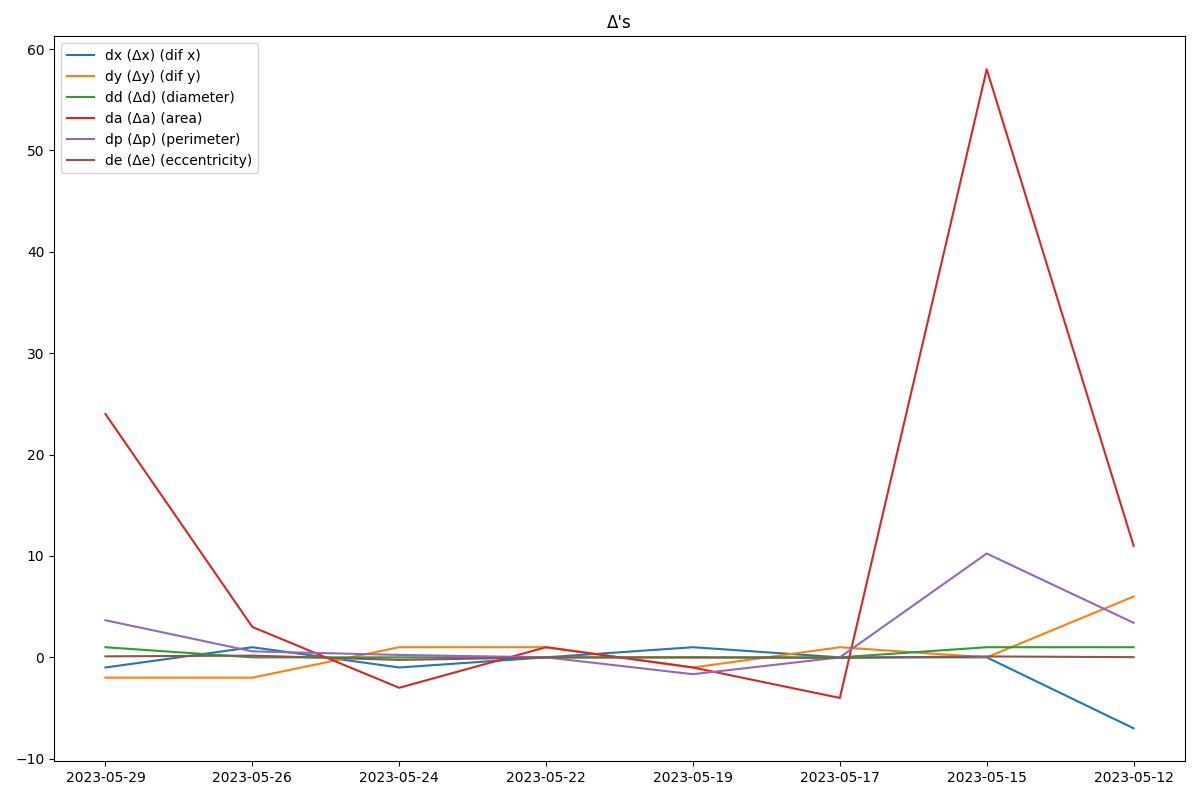 Δ's
dx (Δx) (dif x)
dy (Δy) (dif y)
dd (Δd) (diameter)
da (Δa) (area)
dp (Δp) (perimeter)
de (Δe) (eccentricity)
60
50
40
30
20
10
0
−10
2023-05-29 2023-05-26 2023-05-24 2023-05-22 2023-05-19 2023-05-17 2023-05-15 2023-05-12